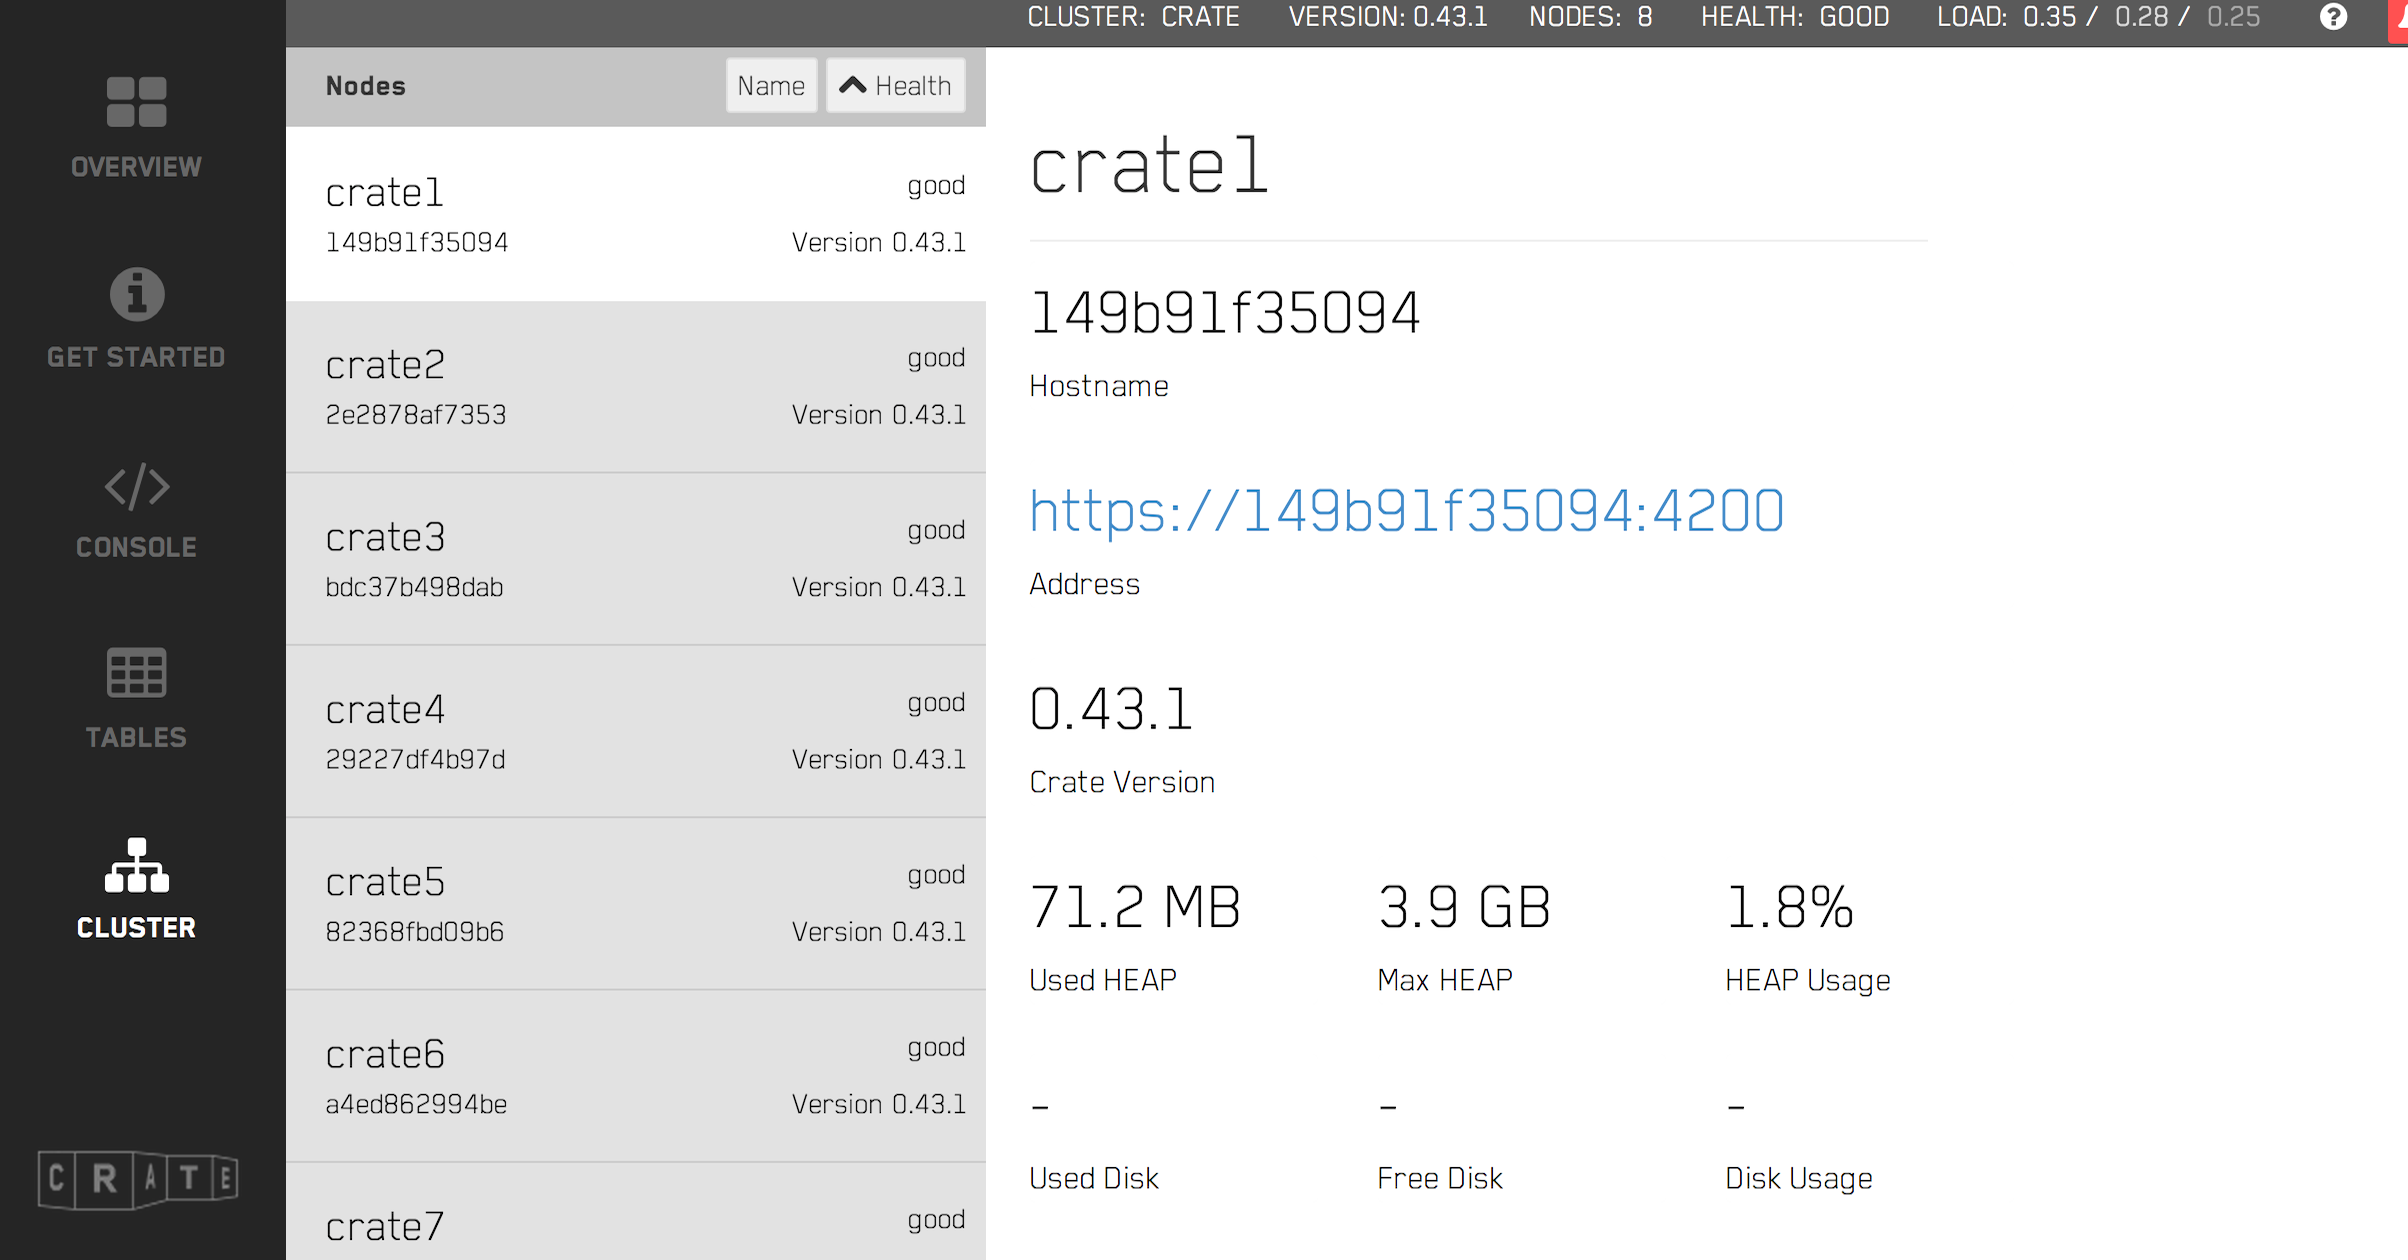 CLUSTER: CRATE VERSION: 0.43.1 NODES: 8 HEALTH: GOOD LOAD: 0.35 / 0.28 / 0.25 ?
OVERVIEW
GET STARTED
CONSOLE
TABLES
CLUSTER
CRATE
Nodes Name Health
crate1 good
149b91f35094 Version 0.43.1
crate2 good
2e2878af7353 Version 0.43.1
crate3 good
bdc37b498dab Version 0.43.1
crate4 good
29227df4b97d Version 0.43.1
crate5 good
82368fbd09b6 Version 0.43.1
crate6 good
a4ed862994be Version 0.43.1
crate7 good
crate1
149b91f35094
Hostname
https://149b91f35094:4200
Address
0.43.1
Crate Version
71.2 MB 3.9 GB 1.8%
Used HEAP Max HEAP HEAP Usage
- - -
Used Disk Free Disk Disk Usage